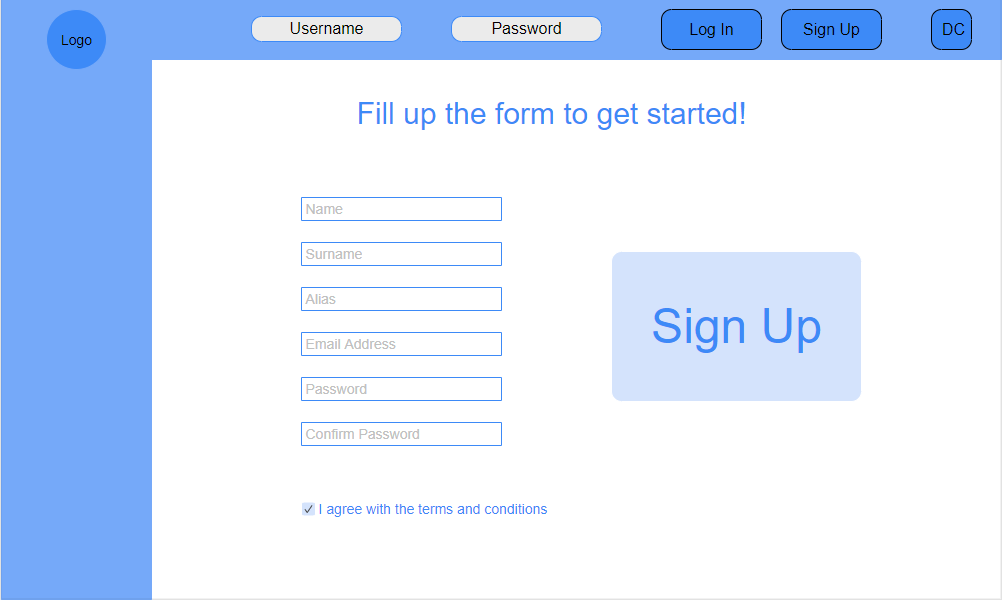 Logo
Username
Password
Log In
Sign Up
DC
Fill up the form to get started!
Name
Surname
Alias
Email Address
Password
Confirm Password
Sign Up
I agree with the terms and conditions